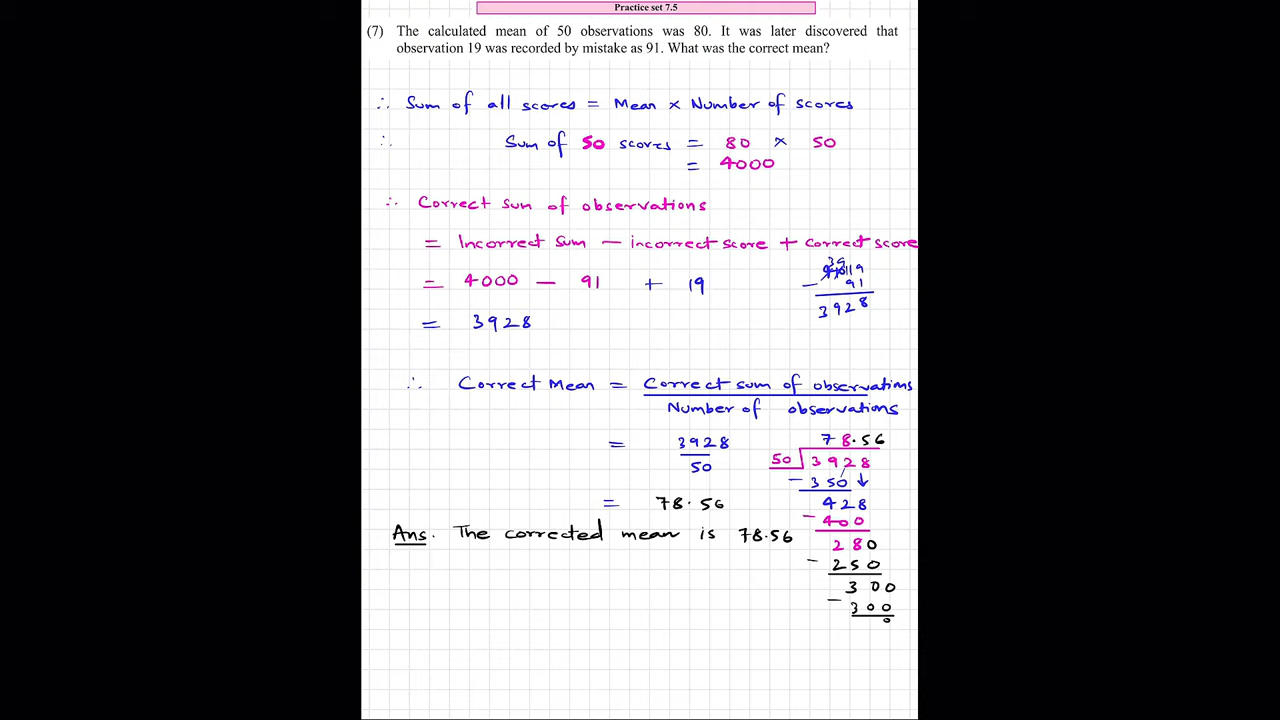 Practice set 7.5
(7) The calculated mean of 50 observations was 80. It was later discovered that
observation 19 was recorded by mistake as 91. What was the correct mean?
∴ Sum of all scores = Mean × Number of scores
∴ Sum of 50 scores = 80 × 50
= 4000
∴ Correct sum of observations
= Incorrect sum – incorrect score + correct score
= 4000 – 91 + 19
– 91
3928
= 3928
∴ Correct Mean = Correct sum of observations
Number of observations
= 3928
50
78.56
50 3928
– 350 ↓
428
– 400
280
– 250
300
– 300
0
= 78.56
Ans. The corrected mean is 78.56